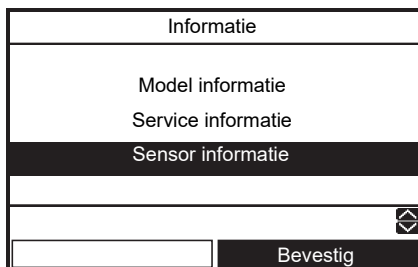 Informatie
Model informatie
Service informatie
Sensor informatie
Bevestig